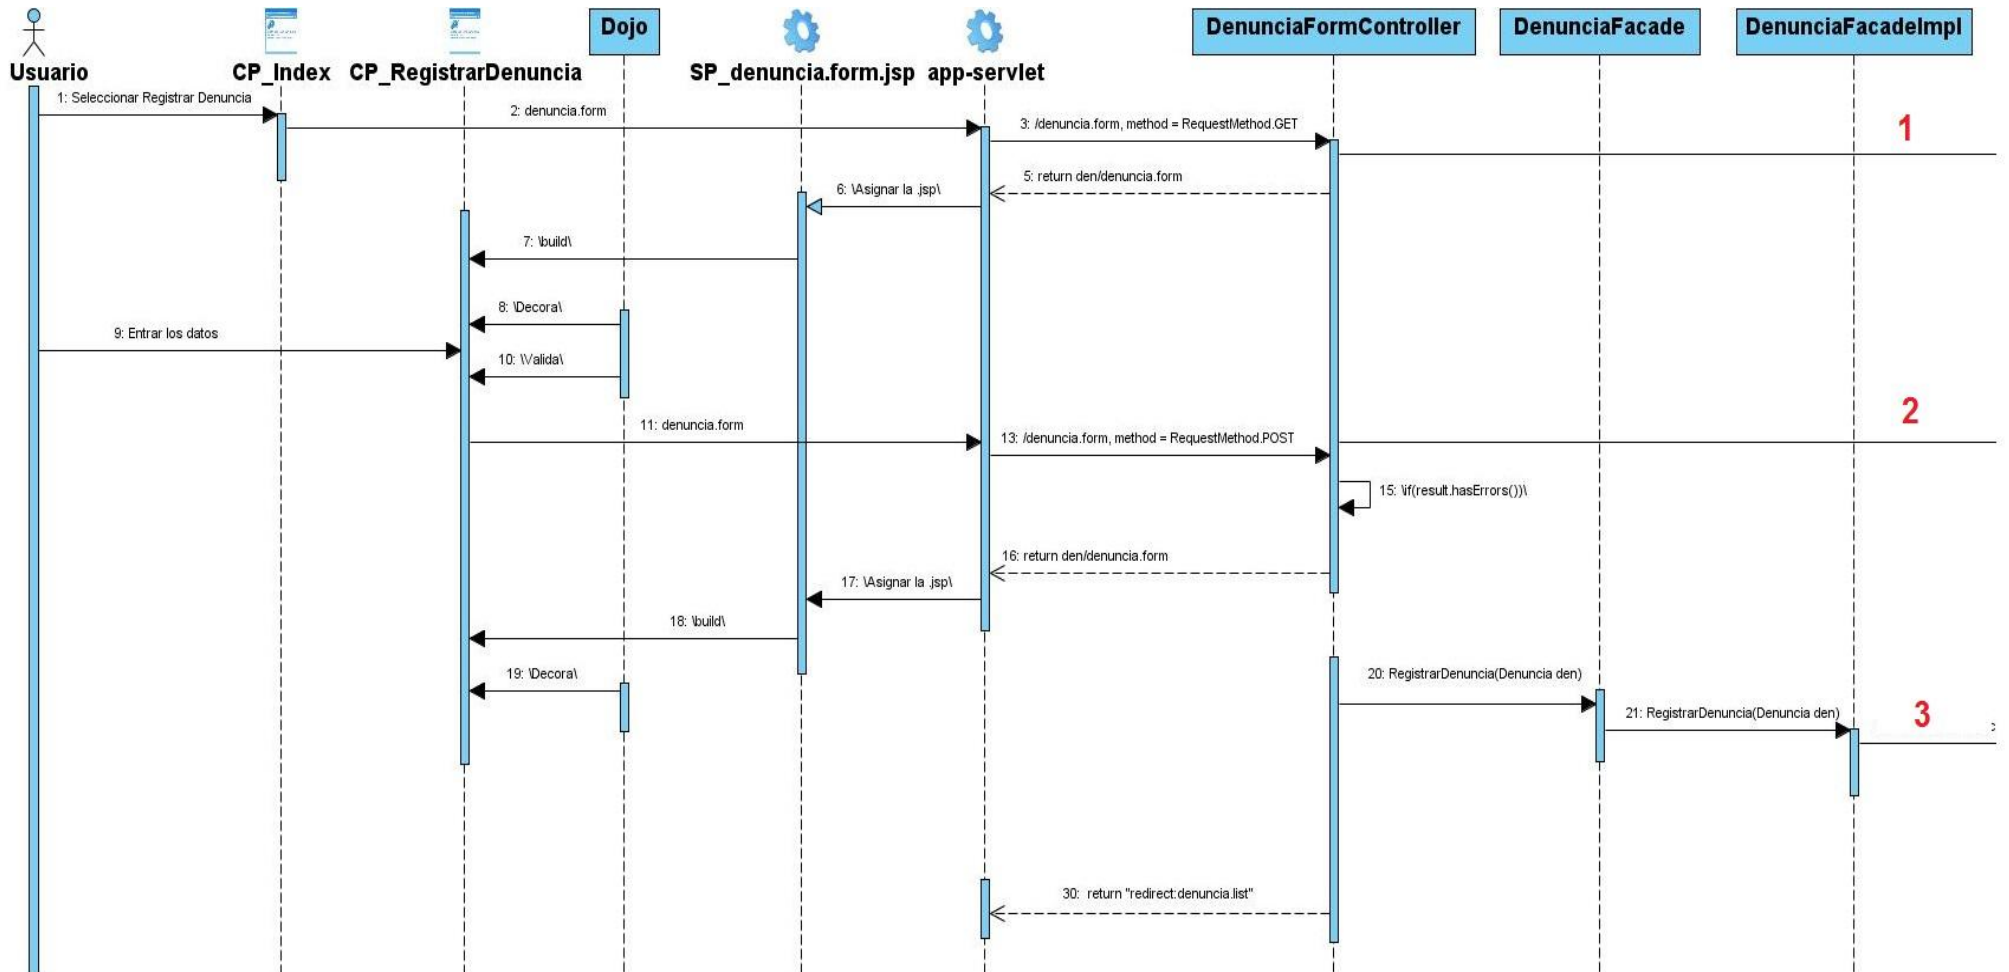 Usuario
CP_Index
CP_RegistrarDenuncia
Dojo
SP_denuncia.form.jsp
app-servlet
DenunciaFormController
DenunciaFacade
DenunciaFacadeImpl
1: Seleccionar Registrar Denuncia
2: denuncia.form
3: /denuncia.form, method = RequestMethod.GET
1
5: return den/denuncia.form
6: \Asignar la .jsp\
7: \build\
8: \Decora\
9: Entrar los datos
10: \Valida\
11: denuncia.form
13: /denuncia.form, method = RequestMethod.POST
2
15: \if(result.hasErrors())\
16: return den/denuncia.form
17: \Asignar la .jsp\
18: \build\
19: \Decora\
20: RegistrarDenuncia(Denuncia den)
21: RegistrarDenuncia(Denuncia den)
3
30: return "redirect:denuncia.list"